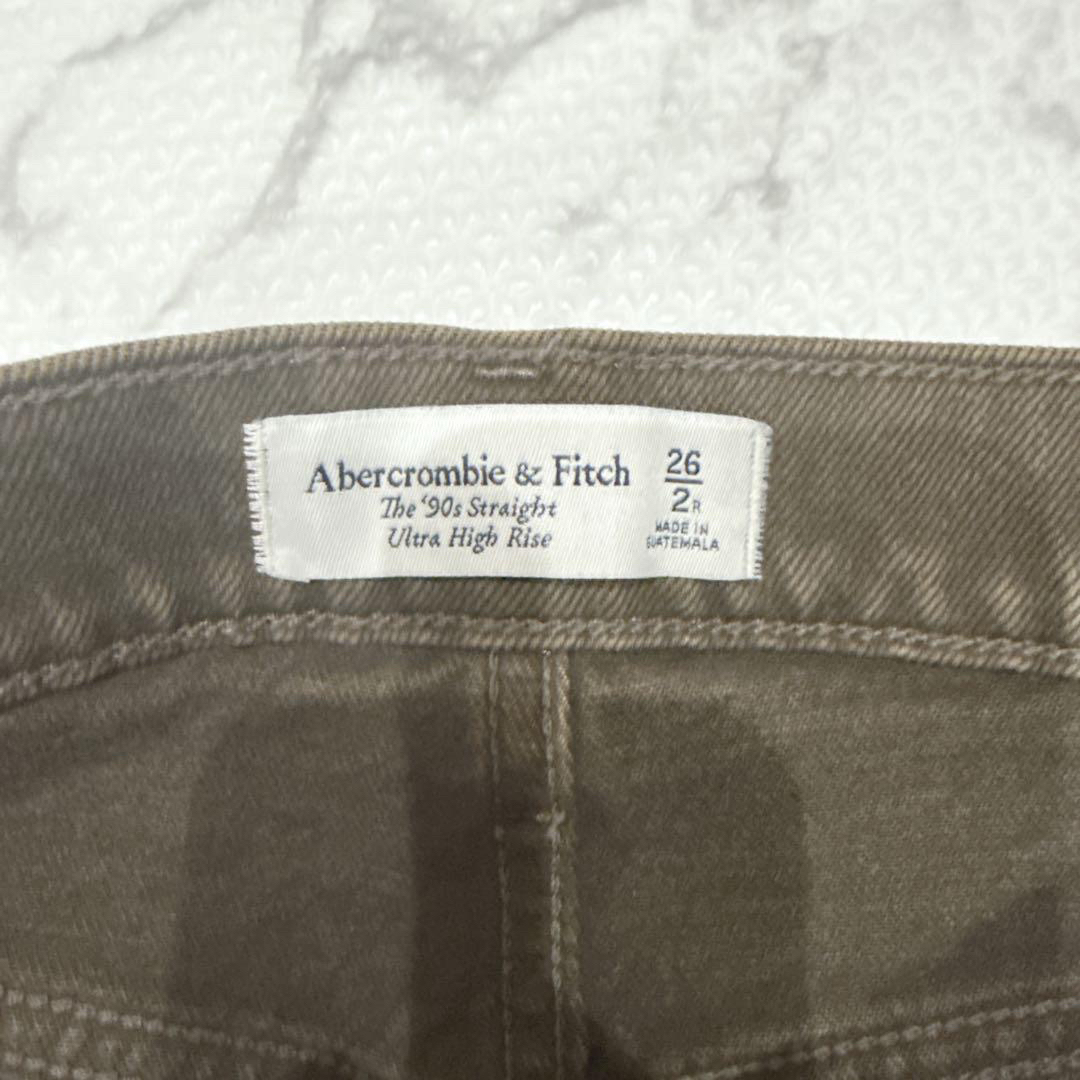 Abercrombie & Fitch
The '90s Straight
Ultra High Rise
26
2R
MADE IN
GUATEMALA